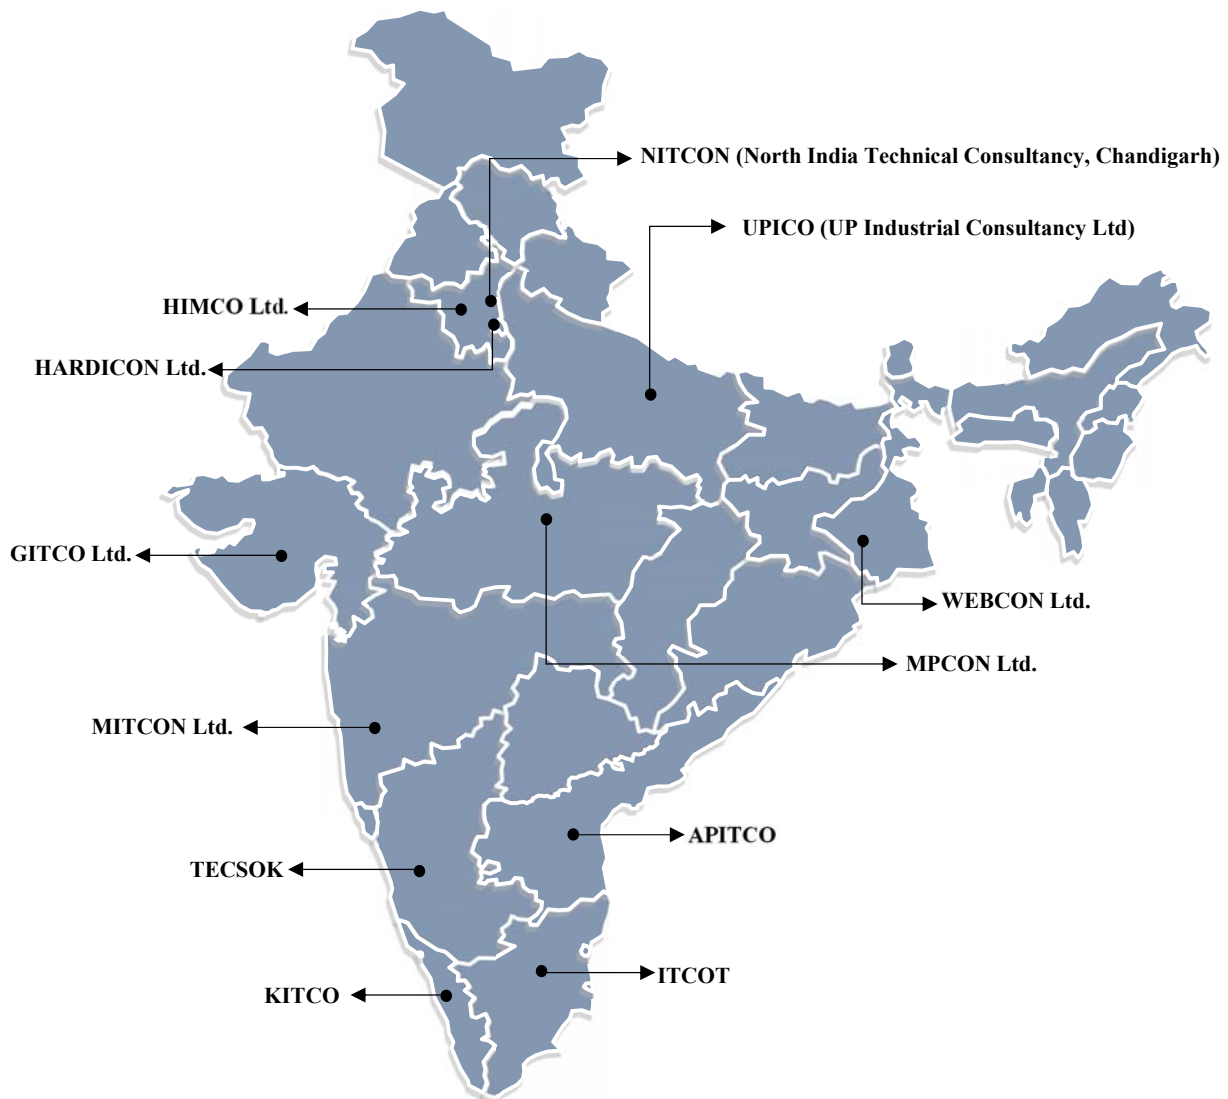 NITCON (North India Technical Consultancy, Chandigarh)
UPICO (UP Industrial Consultancy Ltd)
HIMCO Ltd.
HARDICON Ltd.
GITCO Ltd.
WEBCON Ltd.
MPCON Ltd.
MITCON Ltd.
APITCO
TECSOK
ITCOT
KITCO